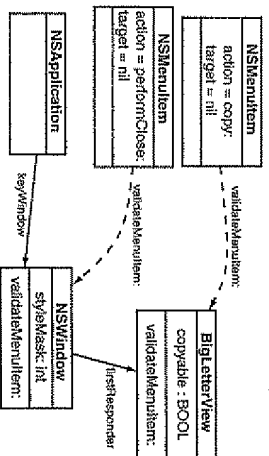 NSMenuItem
action = copy:
target = nil
validateMenuItem:
BigLetterView
copyable : BOOL
validateMenuItem:
NSMenuItem
action = performClose:
target = nil
validateMenuItem:
firstResponder
NSApplication
keyWindow
NSWindow
styleMask: int
validateMenuItem: